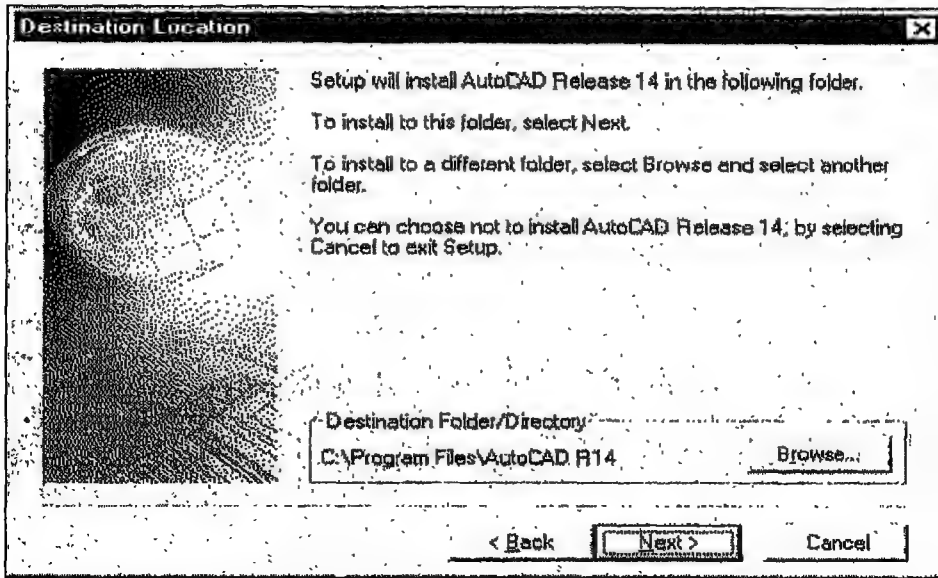 Destination Location
Setup will install AutoCAD Release 14 in the following folder.
To install to this folder, select Next.
To install to a different folder, select Browse and select another
folder.
You can choose not to install AutoCAD Release 14, by selecting
Cancel to exit Setup.
Destination Folder/Directory
C:\Program Files\AutoCAD R14
Browse...
< Back
Next >
Cancel